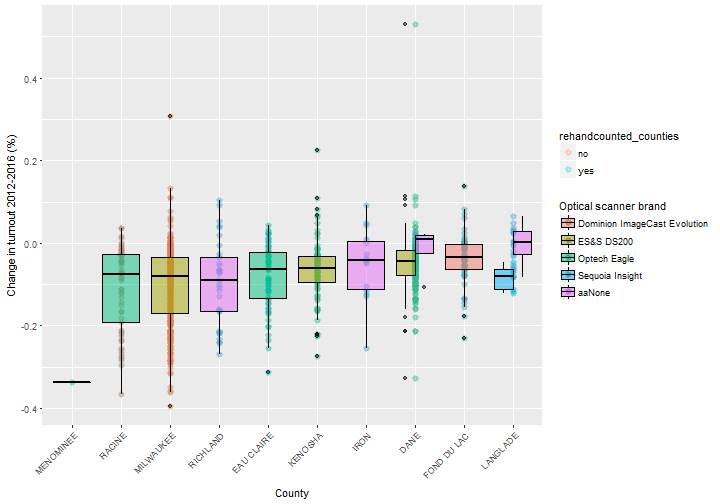 Change in turnout 2012-2016 (%)
0.4
0.2
0.0
-0.2
-0.4
MENOMINEE
RACINE
MILWAUKEE
RICHLAND
EAU CLAIRE
KENOSHA
IRON
DANE
FOND DU LAC
LANGLADE
County
rehandcounted_counties
no
yes
Optical scanner brand
Dominion ImageCast Evolution
ES&S DS200
Optech Eagle
Sequoia Insight
aaNone